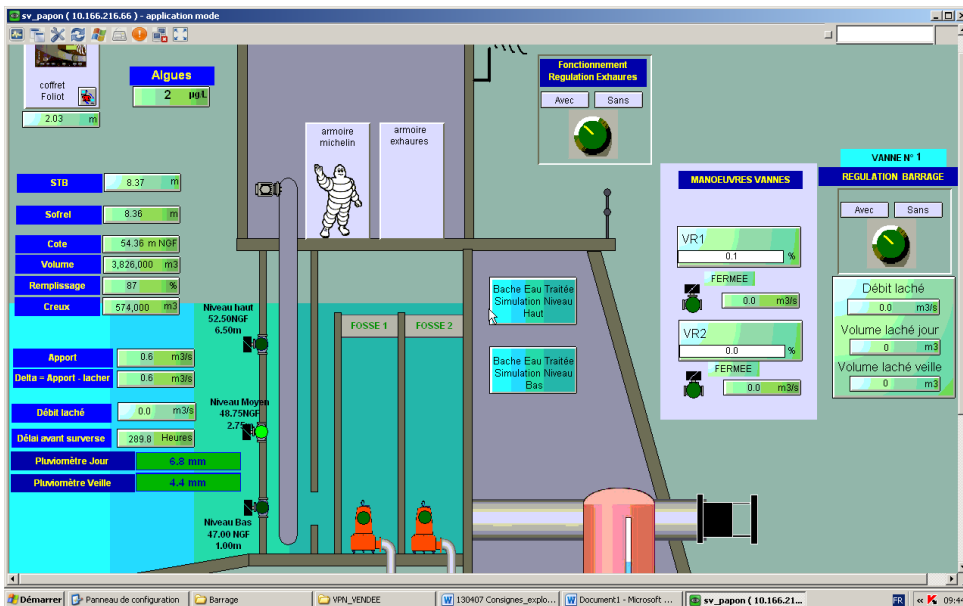 sv_papon ( 10.166.216.66 ) - application mode
coffret
Foliot
2.03 m
Algues
2 µg/L
STB 8.37 m
Sofrel 8.36 m
Cote 54.36 m NGF
Volume 3,826,000 m3
Remplissage 87 %
Creux 574,000 m3
Apport 0.6 m3/s
Delta = Apport - lacher 0.6 m3/s
Débit laché 0.0 m3/s
Délai avant surverse 289.8 Heures
Pluviomètre Jour 6.8 mm
Pluviomètre Veille 4.4 mm
armoire
michelin
armoire
exhaures
Niveau haut
52.50NGF
6.50m
Niveau Moyen
48.75NGF
2.75m
Niveau Bas
47.00 NGF
1.00m
FOSSE 1
FOSSE 2
Fonctionnement
Regulation Exhaures
Avec Sans
Bache Eau Traitée
Simulation Niveau
Haut
Bache Eau Traitée
Simulation Niveau
Bas
MANOEUVRES VANNES
VR1
0.1 %
FERMEE
0.0 m3/s
VR2
0.0 %
FERMEE
0.0 m3/s
VANNE N° 1
REGULATION BARRAGE
Avec Sans
Débit laché
0.0 m3/s
Volume laché jour
0 m3
Volume laché veille
0 m3
Démarrer
Panneau de configuration
Barrage
VPN_VENDEE
130407 Consignes_explo...
Document1 - Microsoft ...
sv_papon ( 10.166.21...
FR
09:44